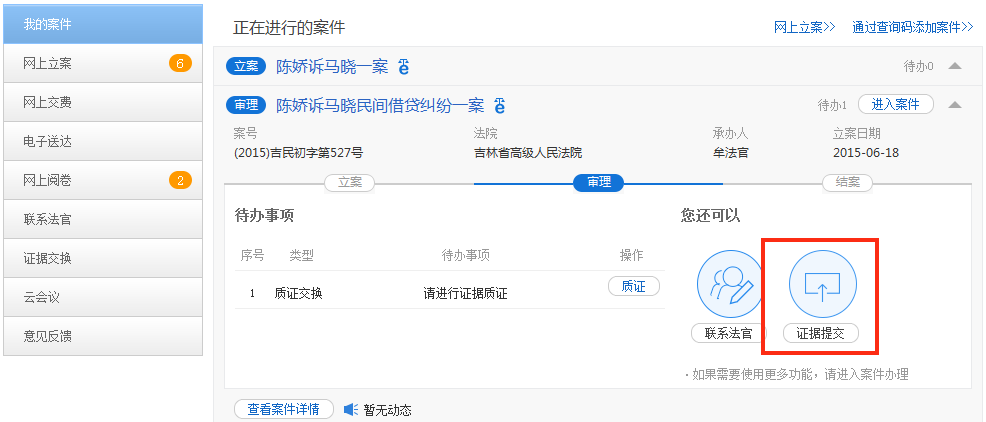 我的案件
网上立案 6
网上交费
电子送达
网上阅卷 2
联系法官
证据交换
云会议
意见反馈
正在进行的案件 网上立案>> 通过查询码添加案件>>
立案 陈娇诉马晓一案 待办0
审理 陈娇诉马晓民间借贷纠纷一案 待办1 进入案件
案号 法院 承办人 立案日期
(2015)吉民初字第527号 吉林省高级人民法院 牟法官 2015-06-18
立案 审理 结案
待办事项
序号 类型 待办事项 操作
1 质证交换 请进行证据质证 质证
您还可以
联系法官 证据提交
·如果需要使用更多功能，请进入案件办理
查看案件详情 暂无动态